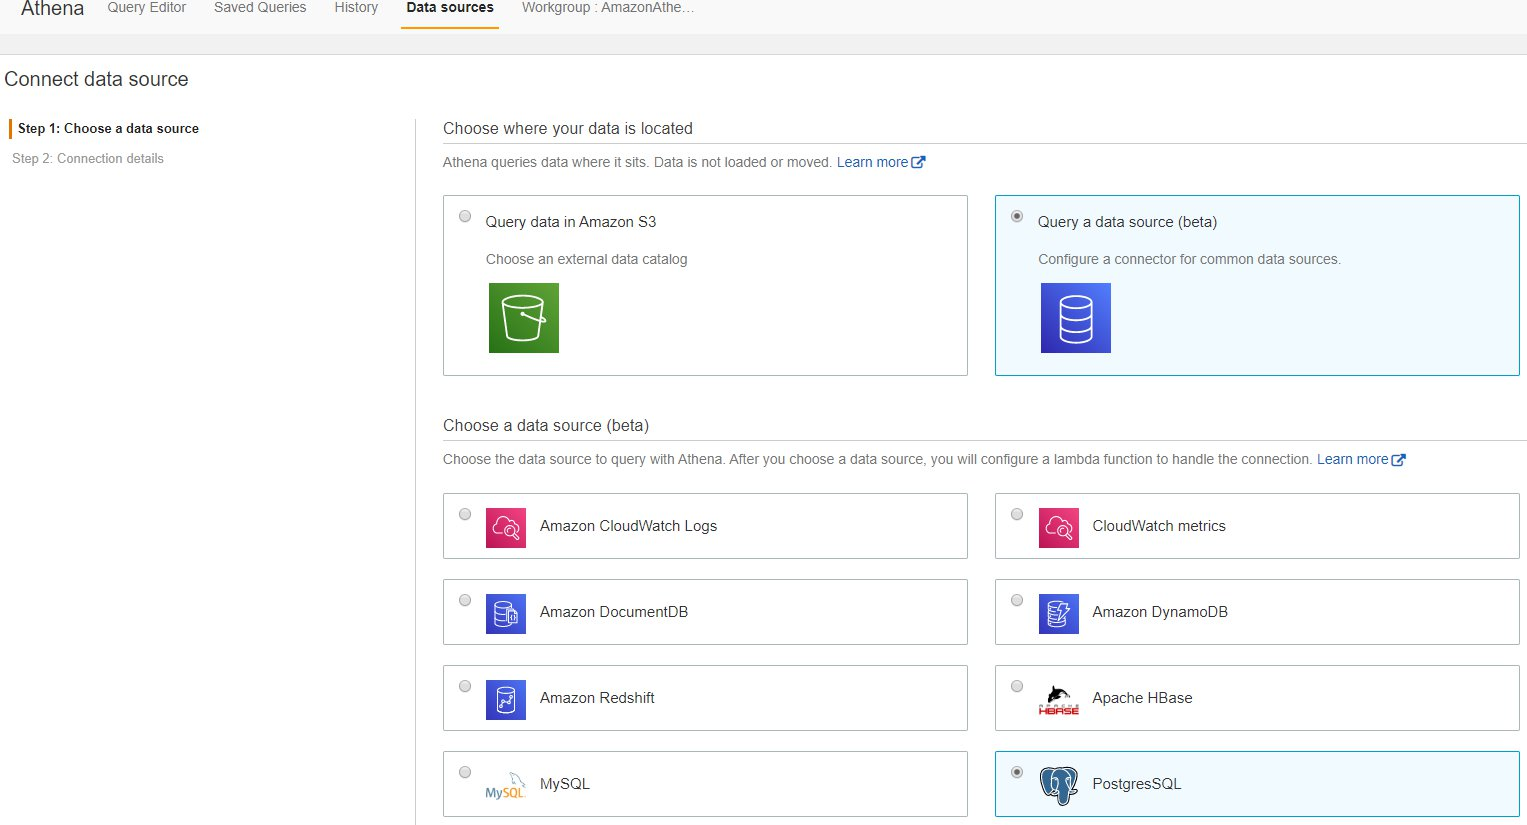 Athena Query Editor Saved Queries History Data sources Workgroup : AmazonAthe...
Connect data source
Step 1: Choose a data source
Step 2: Connection details
Choose where your data is located
Athena queries data where it sits. Data is not loaded or moved. Learn more
Query data in Amazon S3
Choose an external data catalog
Query a data source (beta)
Configure a connector for common data sources.
Choose a data source (beta)
Choose the data source to query with Athena. After you choose a data source, you will configure a lambda function to handle the connection. Learn more
Amazon CloudWatch Logs
CloudWatch metrics
Amazon DocumentDB
Amazon DynamoDB
Amazon Redshift
APACHE
HBASE
Apache HBase
MySQL
MySQL
PostgresSQL